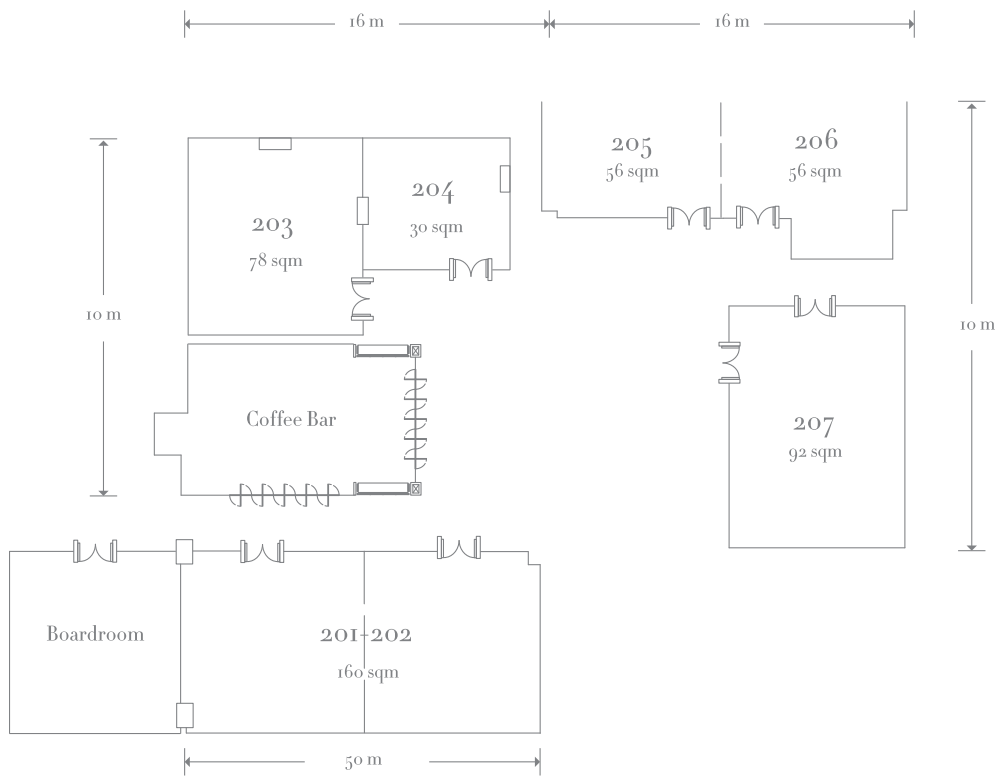 16 m
16 m
205
56 sqm
206
56 sqm
203
78 sqm
204
30 sqm
10 m
10 m
Coffee Bar
207
92 sqm
Boardroom
201-202
160 sqm
50 m